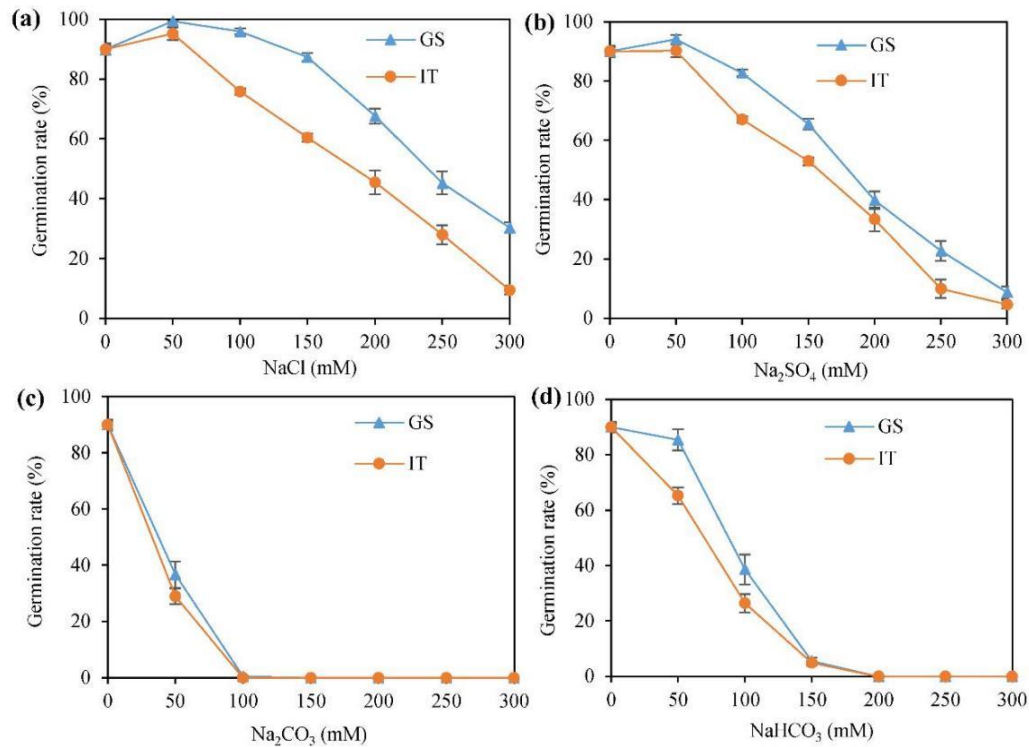 (a)
Germination rate (%)
100
80
60
40
20
0
GS
IT
0 50 100 150 200 250 300
NaCl (mM)
(b)
Germination rate (%)
100
80
60
40
20
0
GS
IT
0 50 100 150 200 250 300
Na₂SO₄ (mM)
(c)
Germination rate (%)
100
80
60
40
20
0
GS
IT
0 50 100 150 200 250 300
Na₂CO₃ (mM)
(d)
Germination rate (%)
100
80
60
40
20
0
GS
IT
0 50 100 150 200 250 300
NaHCO₃ (mM)